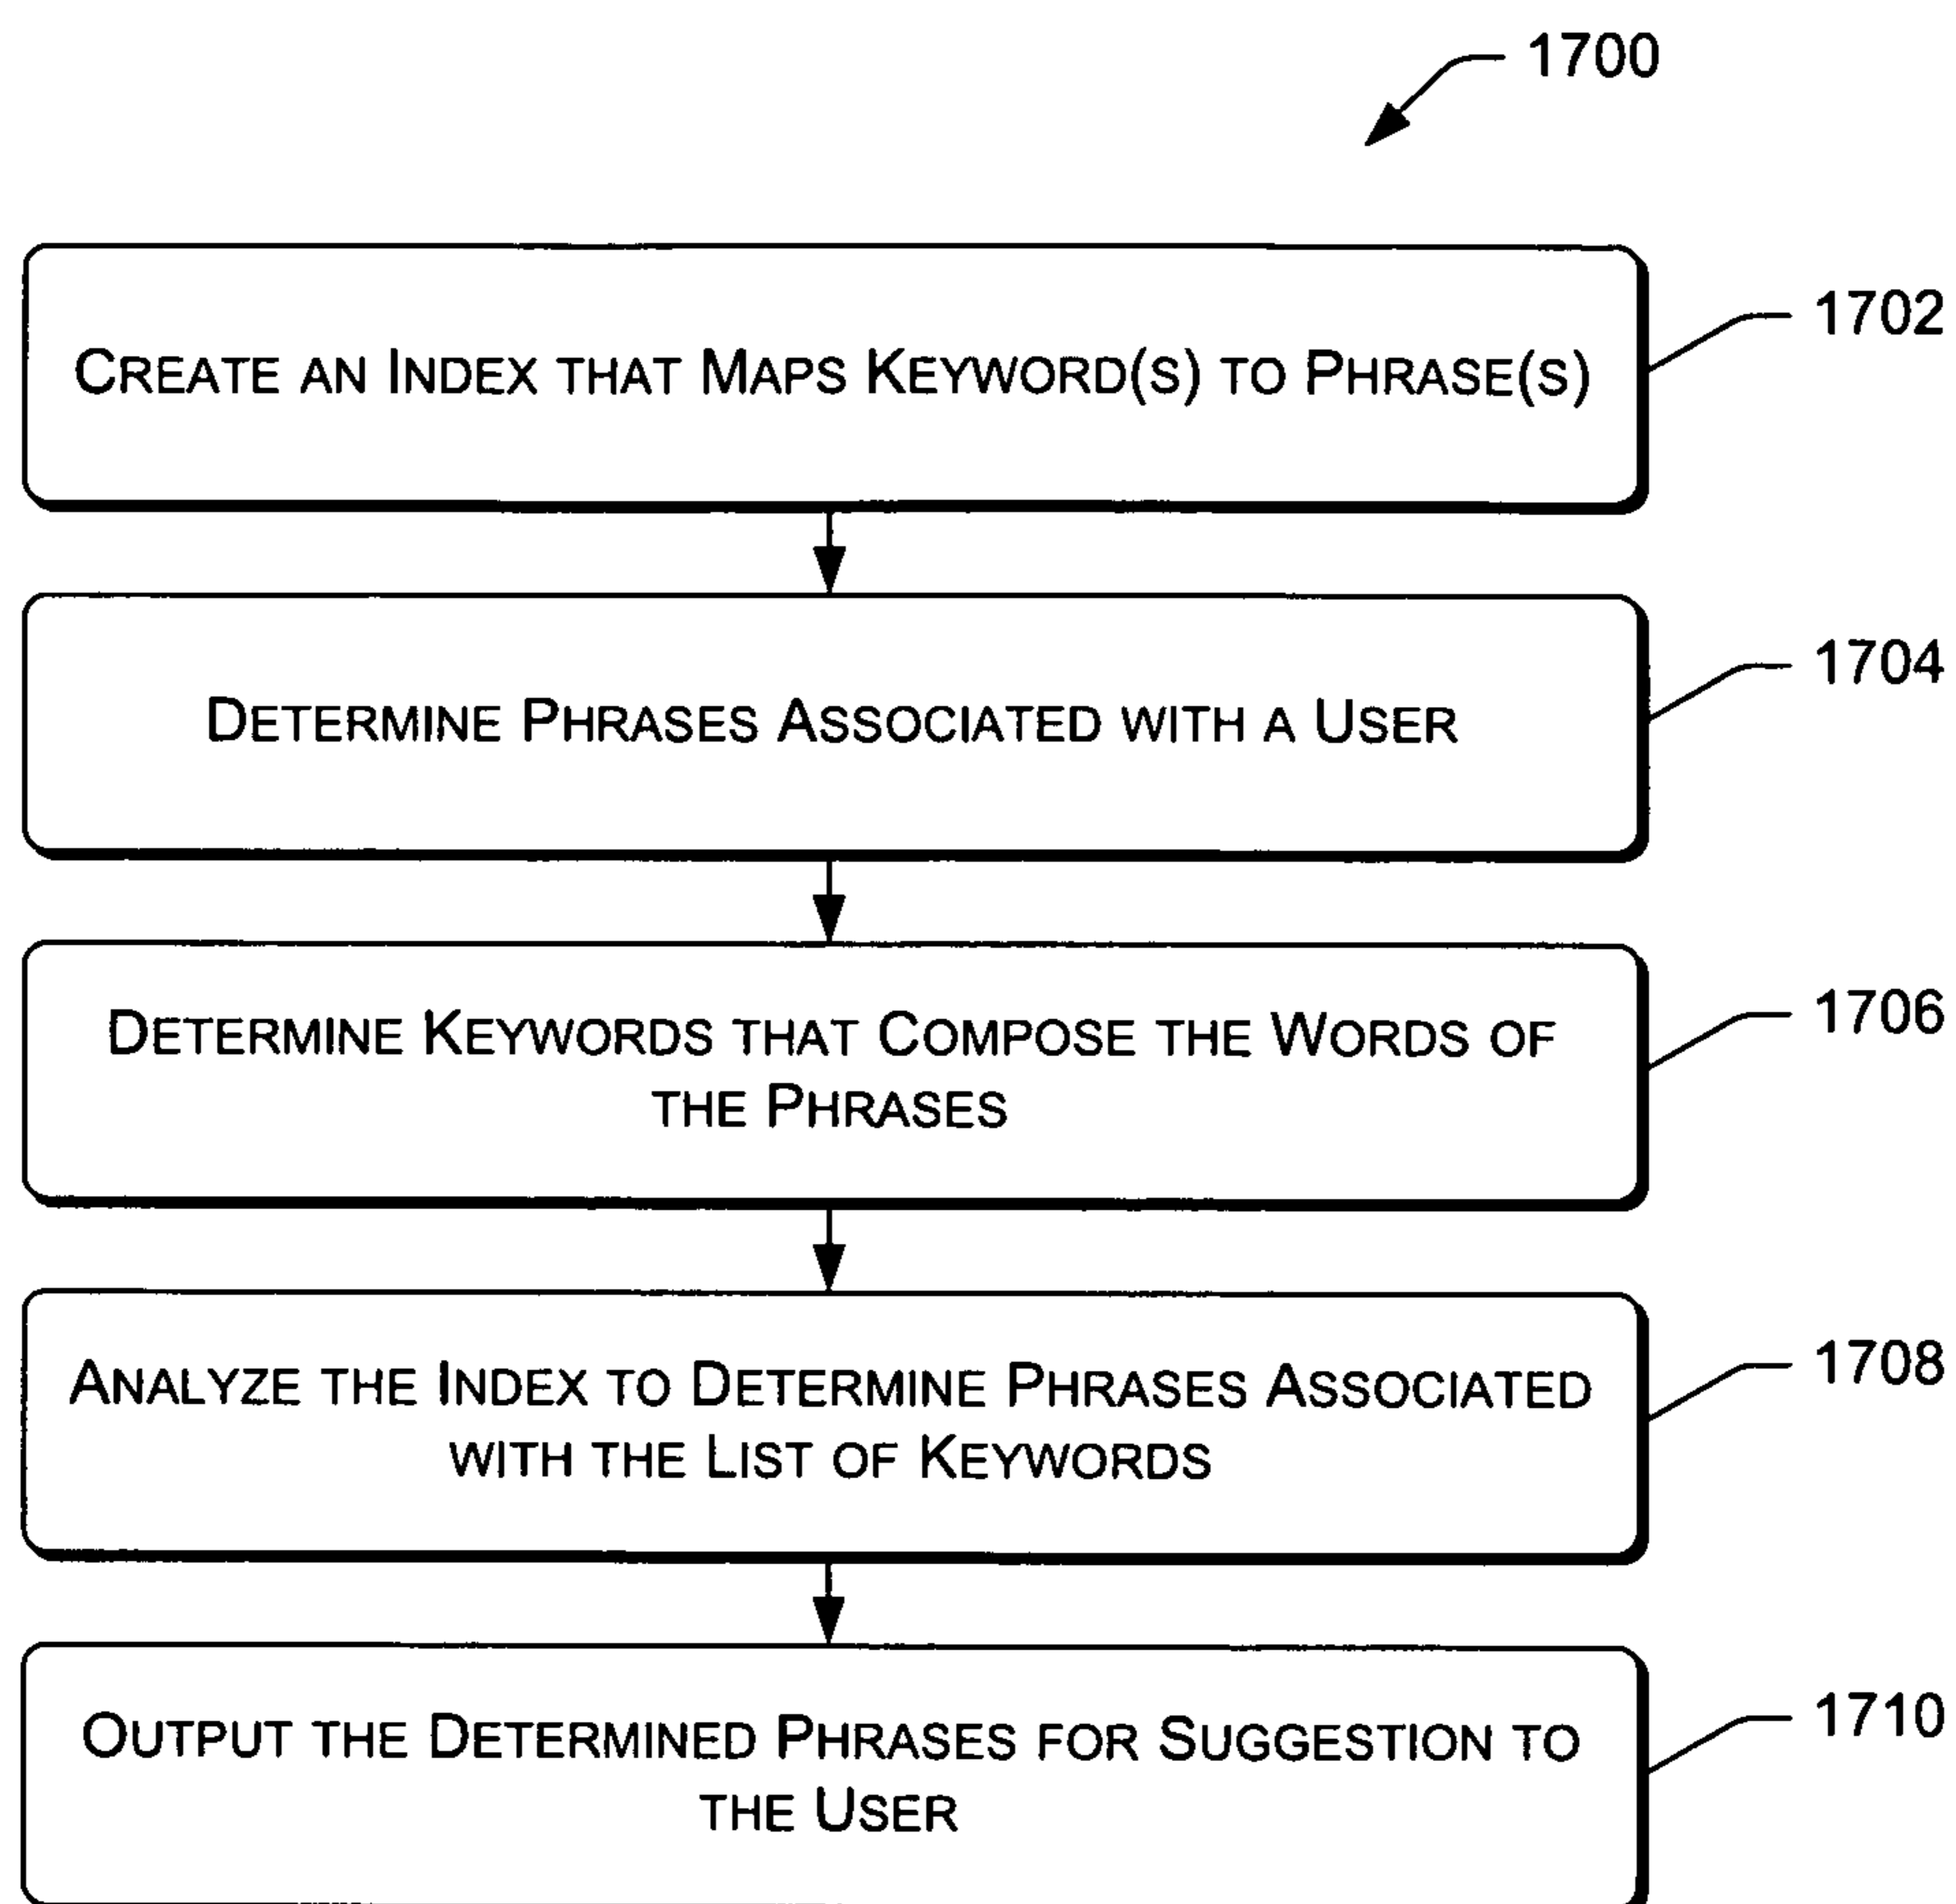 1700
CREATE AN INDEX THAT MAPS KEYWORD(S) TO PHRASE(S)
1702
DETERMINE PHRASES ASSOCIATED WITH A USER
1704
DETERMINE KEYWORDS THAT COMPOSE THE WORDS OF
THE PHRASES
1706
ANALYZE THE INDEX TO DETERMINE PHRASES ASSOCIATED
WITH THE LIST OF KEYWORDS
1708
OUTPUT THE DETERMINED PHRASES FOR SUGGESTION TO
THE USER
1710